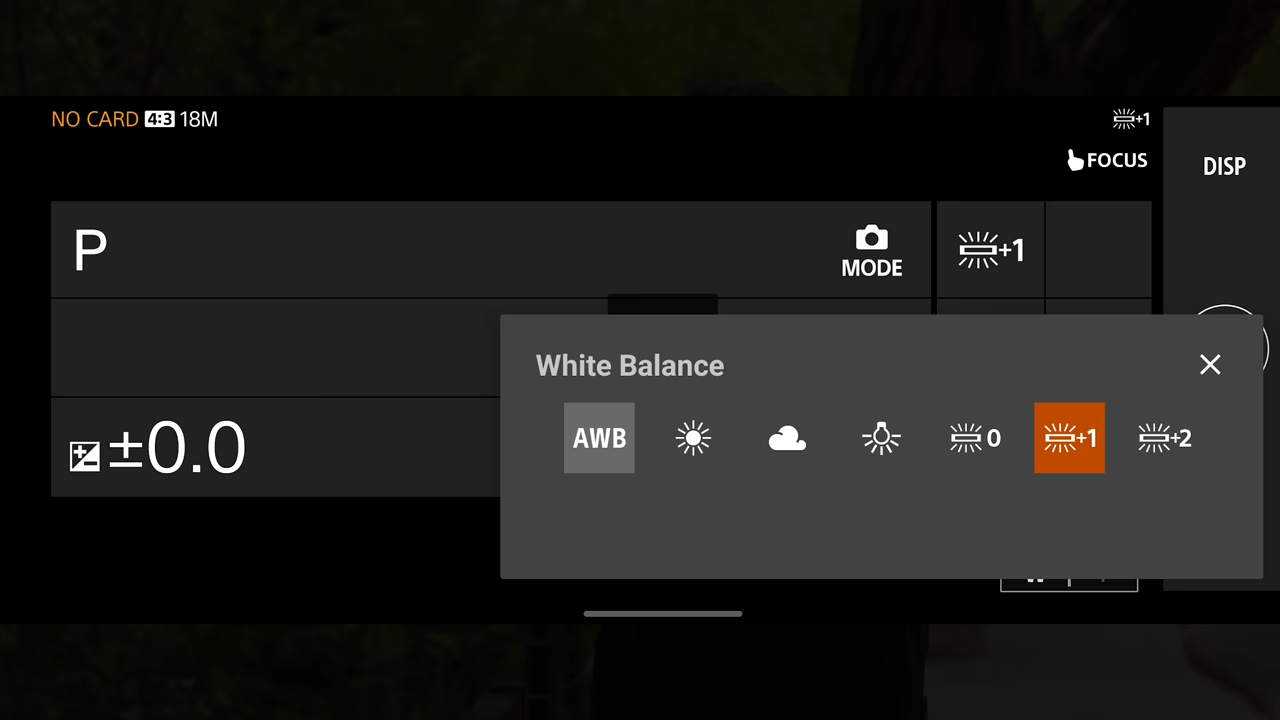 NO CARD 4:3 18M
+1
FOCUS
DISP
P
MODE
+1
White Balance
AWB
0
+1
+2
±0.0